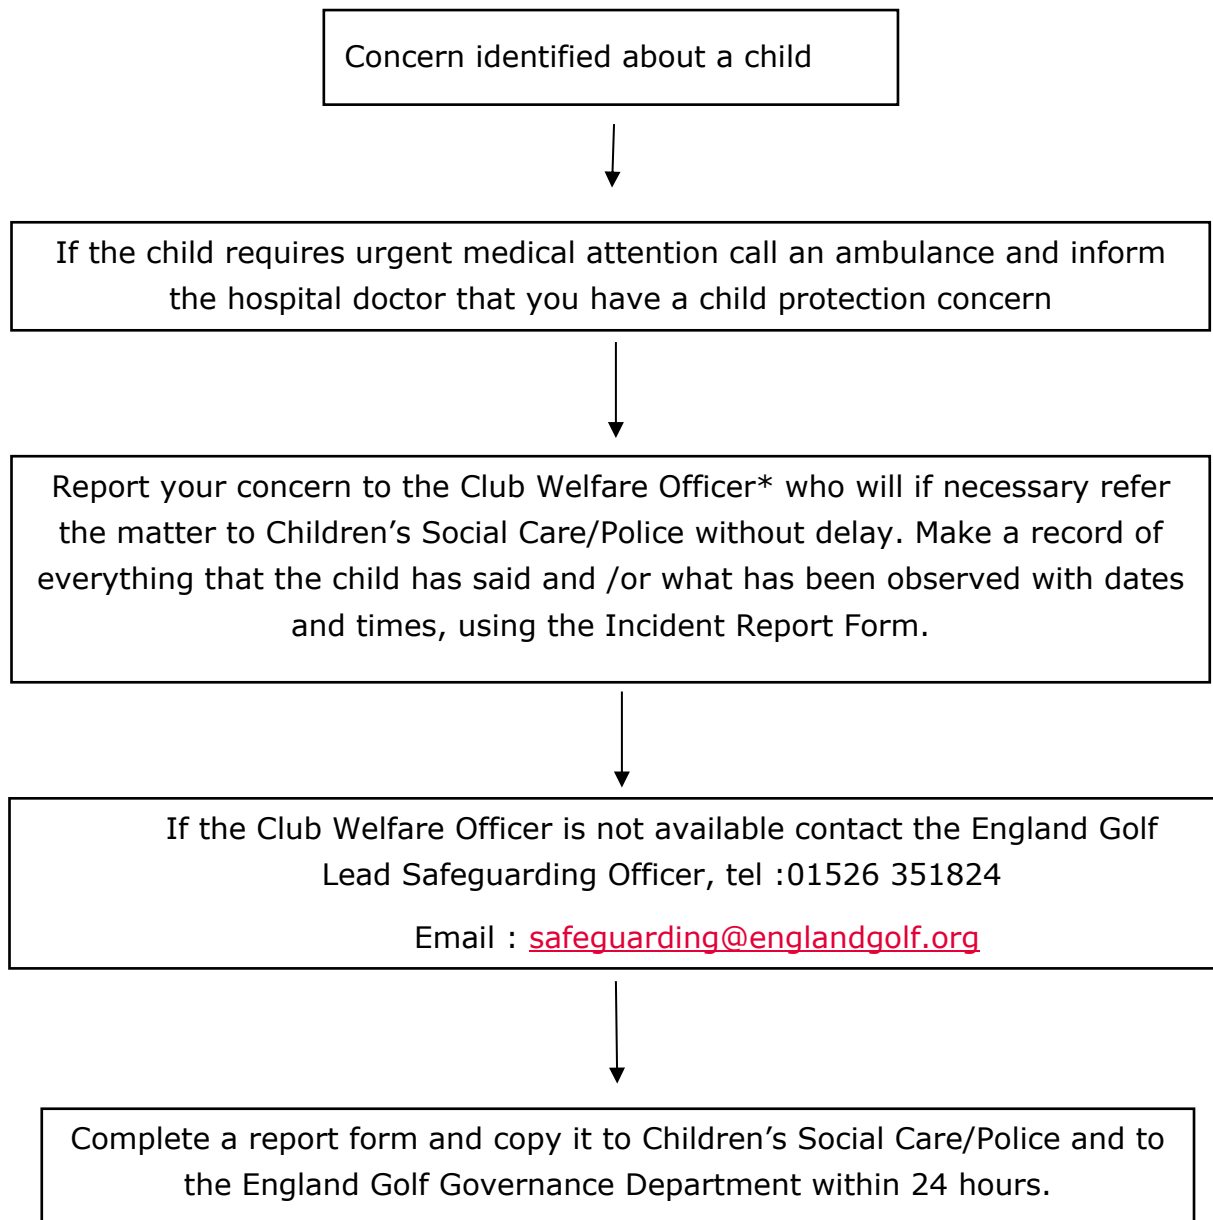 Concern identified about a child
If the child requires urgent medical attention call an ambulance and inform
the hospital doctor that you have a child protection concern
Report your concern to the Club Welfare Officer* who will if necessary refer
the matter to Children’s Social Care/Police without delay. Make a record of
everything that the child has said and /or what has been observed with dates
and times, using the Incident Report Form.
If the Club Welfare Officer is not available contact the England Golf
Lead Safeguarding Officer, tel :01526 351824
Email : safeguarding@englandgolf.org
Complete a report form and copy it to Children’s Social Care/Police and to
the England Golf Governance Department within 24 hours.